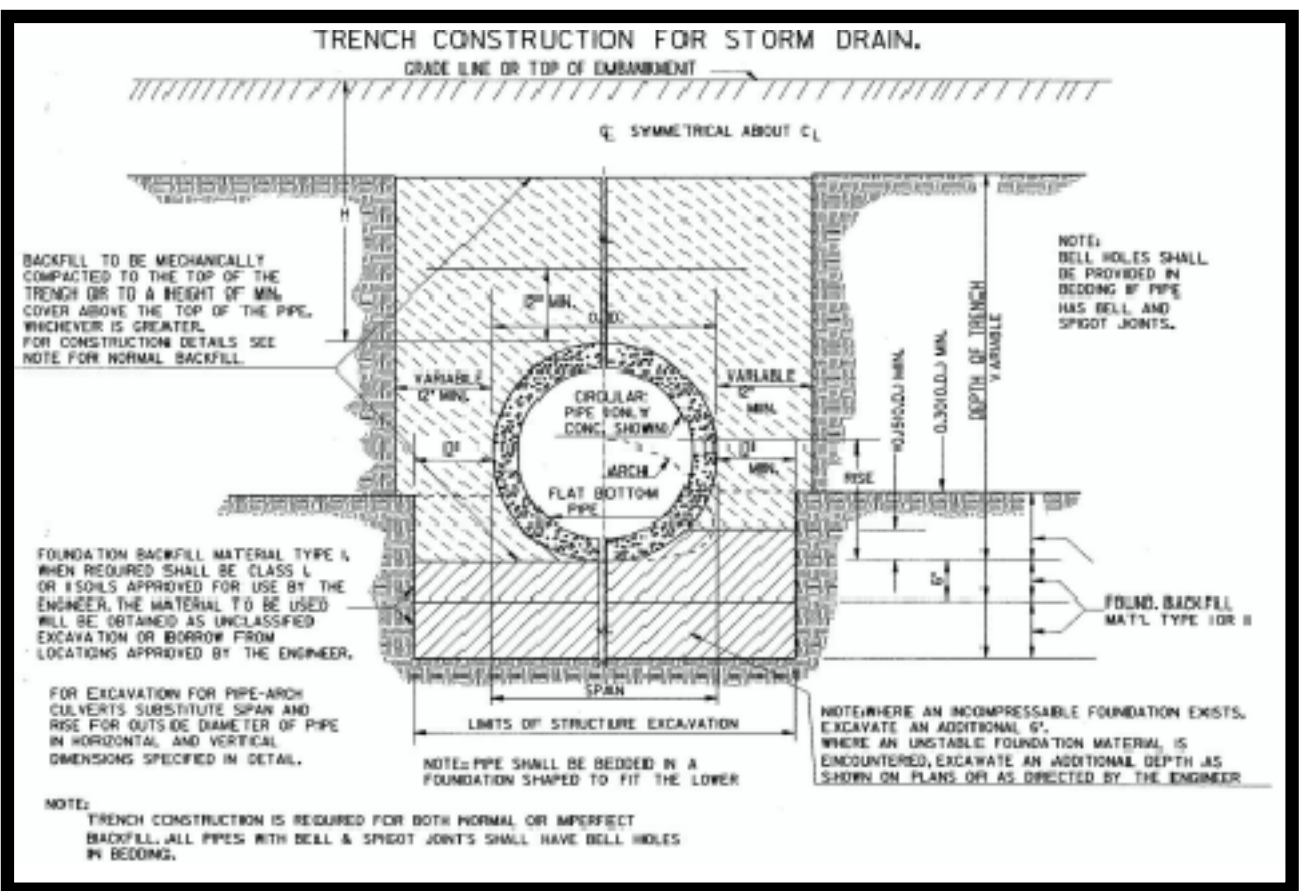 TRENCH CONSTRUCTION FOR STORM DRAIN.
GRADE LINE OR TOP OF EMBANKMENT
℄ SYMMETRICAL ABOUT CL
H
BACKFILL TO BE MECHANICALLY
COMPACTED TO THE TOP OF THE
TRENCH OR TO A HEIGHT OF MIN.
COVER ABOVE THE TOP OF THE PIPE,
WHICHEVER IS GREATER.
FOR CONSTRUCTION DETAILS SEE
NOTE FOR NORMAL BACKFILL.
NOTE:
BELL HOLES SHALL
BE PROVIDED IN
BEDDING IF PIPE
HAS BELL AND
SPIGOT JOINTS.
12" MIN.
O.D.
VARIABLE
12" MIN.
VARIABLE
12"
MIN.
CIRCULAR
PIPE (ONLY
CONC. SHOWN)
ARCH
FLAT BOTTOM
PIPE
MIN.
RISE
MIN.
0.30(O.D.) MIN.
DEPTH OF TRENCH
VARIABLE
6"
FOUNDATION BACKFILL MATERIAL TYPE I,
WHEN REQUIRED SHALL BE CLASS I,
OR II SOILS APPROVED FOR USE BY THE
ENGINEER. THE MATERIAL TO BE USED
WILL BE OBTAINED AS UNCLASSIFIED
EXCAVATION OR BORROW FROM
LOCATIONS APPROVED BY THE ENGINEER.
FOUND. BACKFILL
MAT'L TYPE I OR II
SPAN
LIMITS OF STRUCTURE EXCAVATION
FOR EXCAVATION FOR PIPE-ARCH
CULVERTS SUBSTITUTE SPAN AND
RISE FOR OUTSIDE DIAMETER OF PIPE
IN HORIZONTAL AND VERTICAL
DIMENSIONS SPECIFIED IN DETAIL.
NOTE: PIPE SHALL BE BEDDED IN A
FOUNDATION SHAPED TO FIT THE LOWER
NOTE: WHERE AN INCOMPRESSABLE FOUNDATION EXISTS,
EXCAVATE AN ADDITIONAL 6".
WHERE AN UNSTABLE FOUNDATION MATERIAL IS
ENCOUNTERED, EXCAVATE AN ADDITIONAL DEPTH AS
SHOWN ON PLANS OR AS DIRECTED BY THE ENGINEER
NOTE:
TRENCH CONSTRUCTION IS REQUIRED FOR BOTH NORMAL OR IMPERFECT
BACKFILL. ALL PIPES WITH BELL & SPIGOT JOINTS SHALL HAVE BELL HOLES
IN BEDDING.